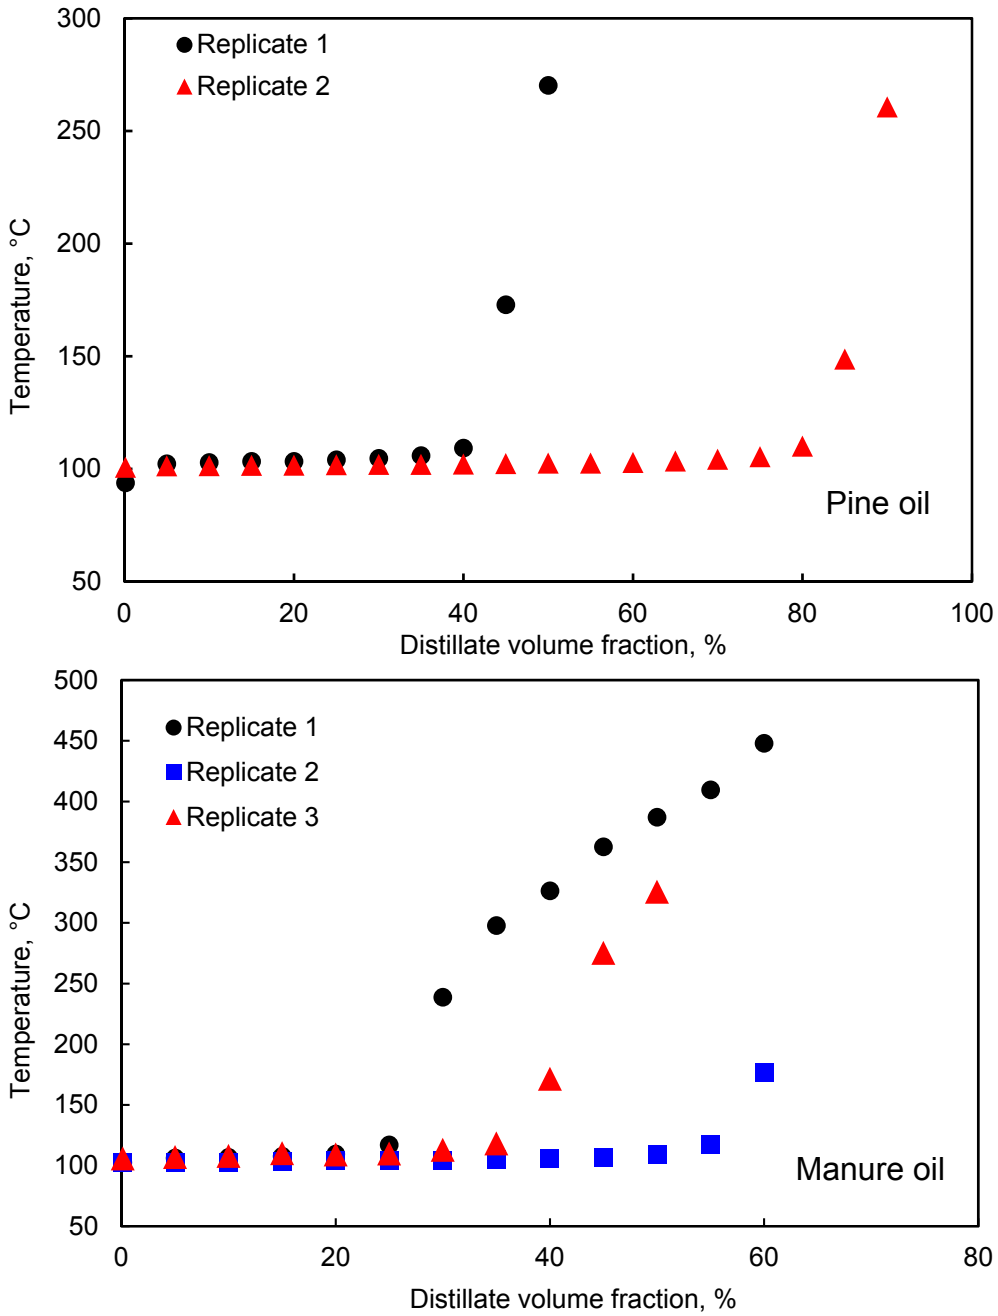 300
Replicate 1
Replicate 2
250
200
150
100
50
Temperature, °C
Pine oil
0 20 40 60 80 100
Distillate volume fraction, %
500
Replicate 1
450
Replicate 2
400
Replicate 3
350
300
250
200
150
100
50
Temperature, °C
Manure oil
0 20 40 60 80
Distillate volume fraction, %